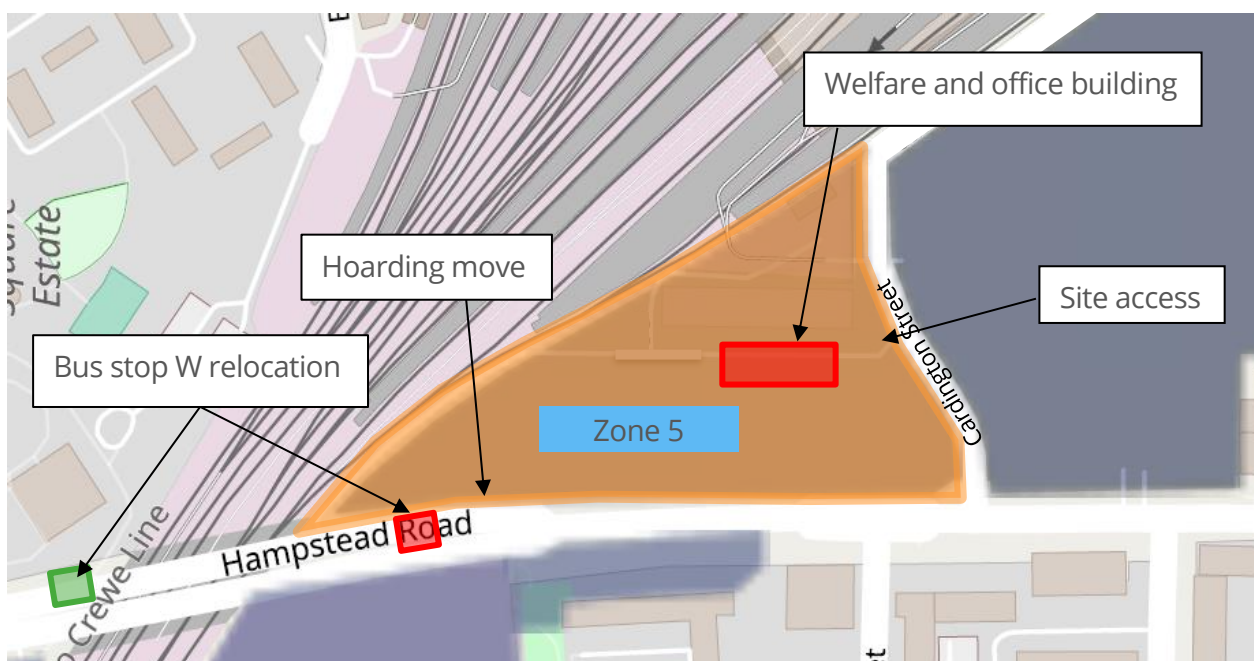 Welfare and office building
Square
Estate
Hoarding move
Site access
Cardington Street
Bus stop W relocation
Zone 5
Hampstead Road
Crewe Line